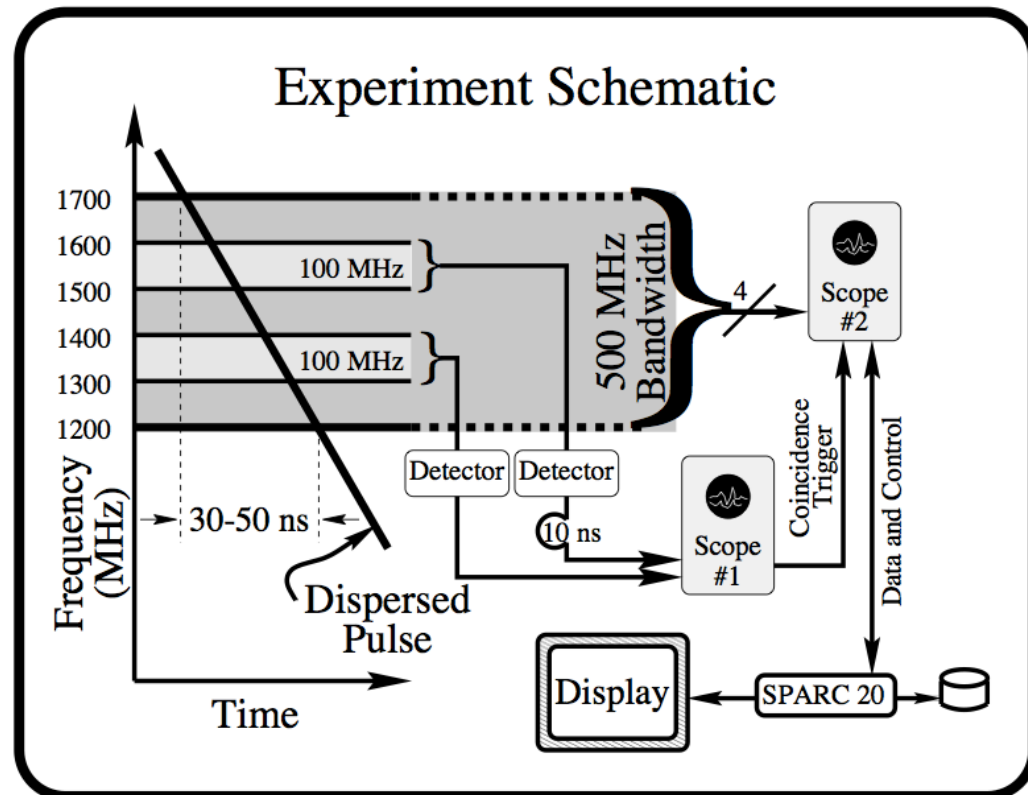 Experiment Schematic
1700
1600
1500
1400
1300
1200
100 MHz
100 MHz
500 MHz
Bandwidth
4
Scope
#2
Detector
Detector
10 ns
Scope
#1
Coincidence
Trigger
Data and Control
Frequency
(MHz)
30-50 ns
Dispersed
Pulse
Time
Display
SPARC 20